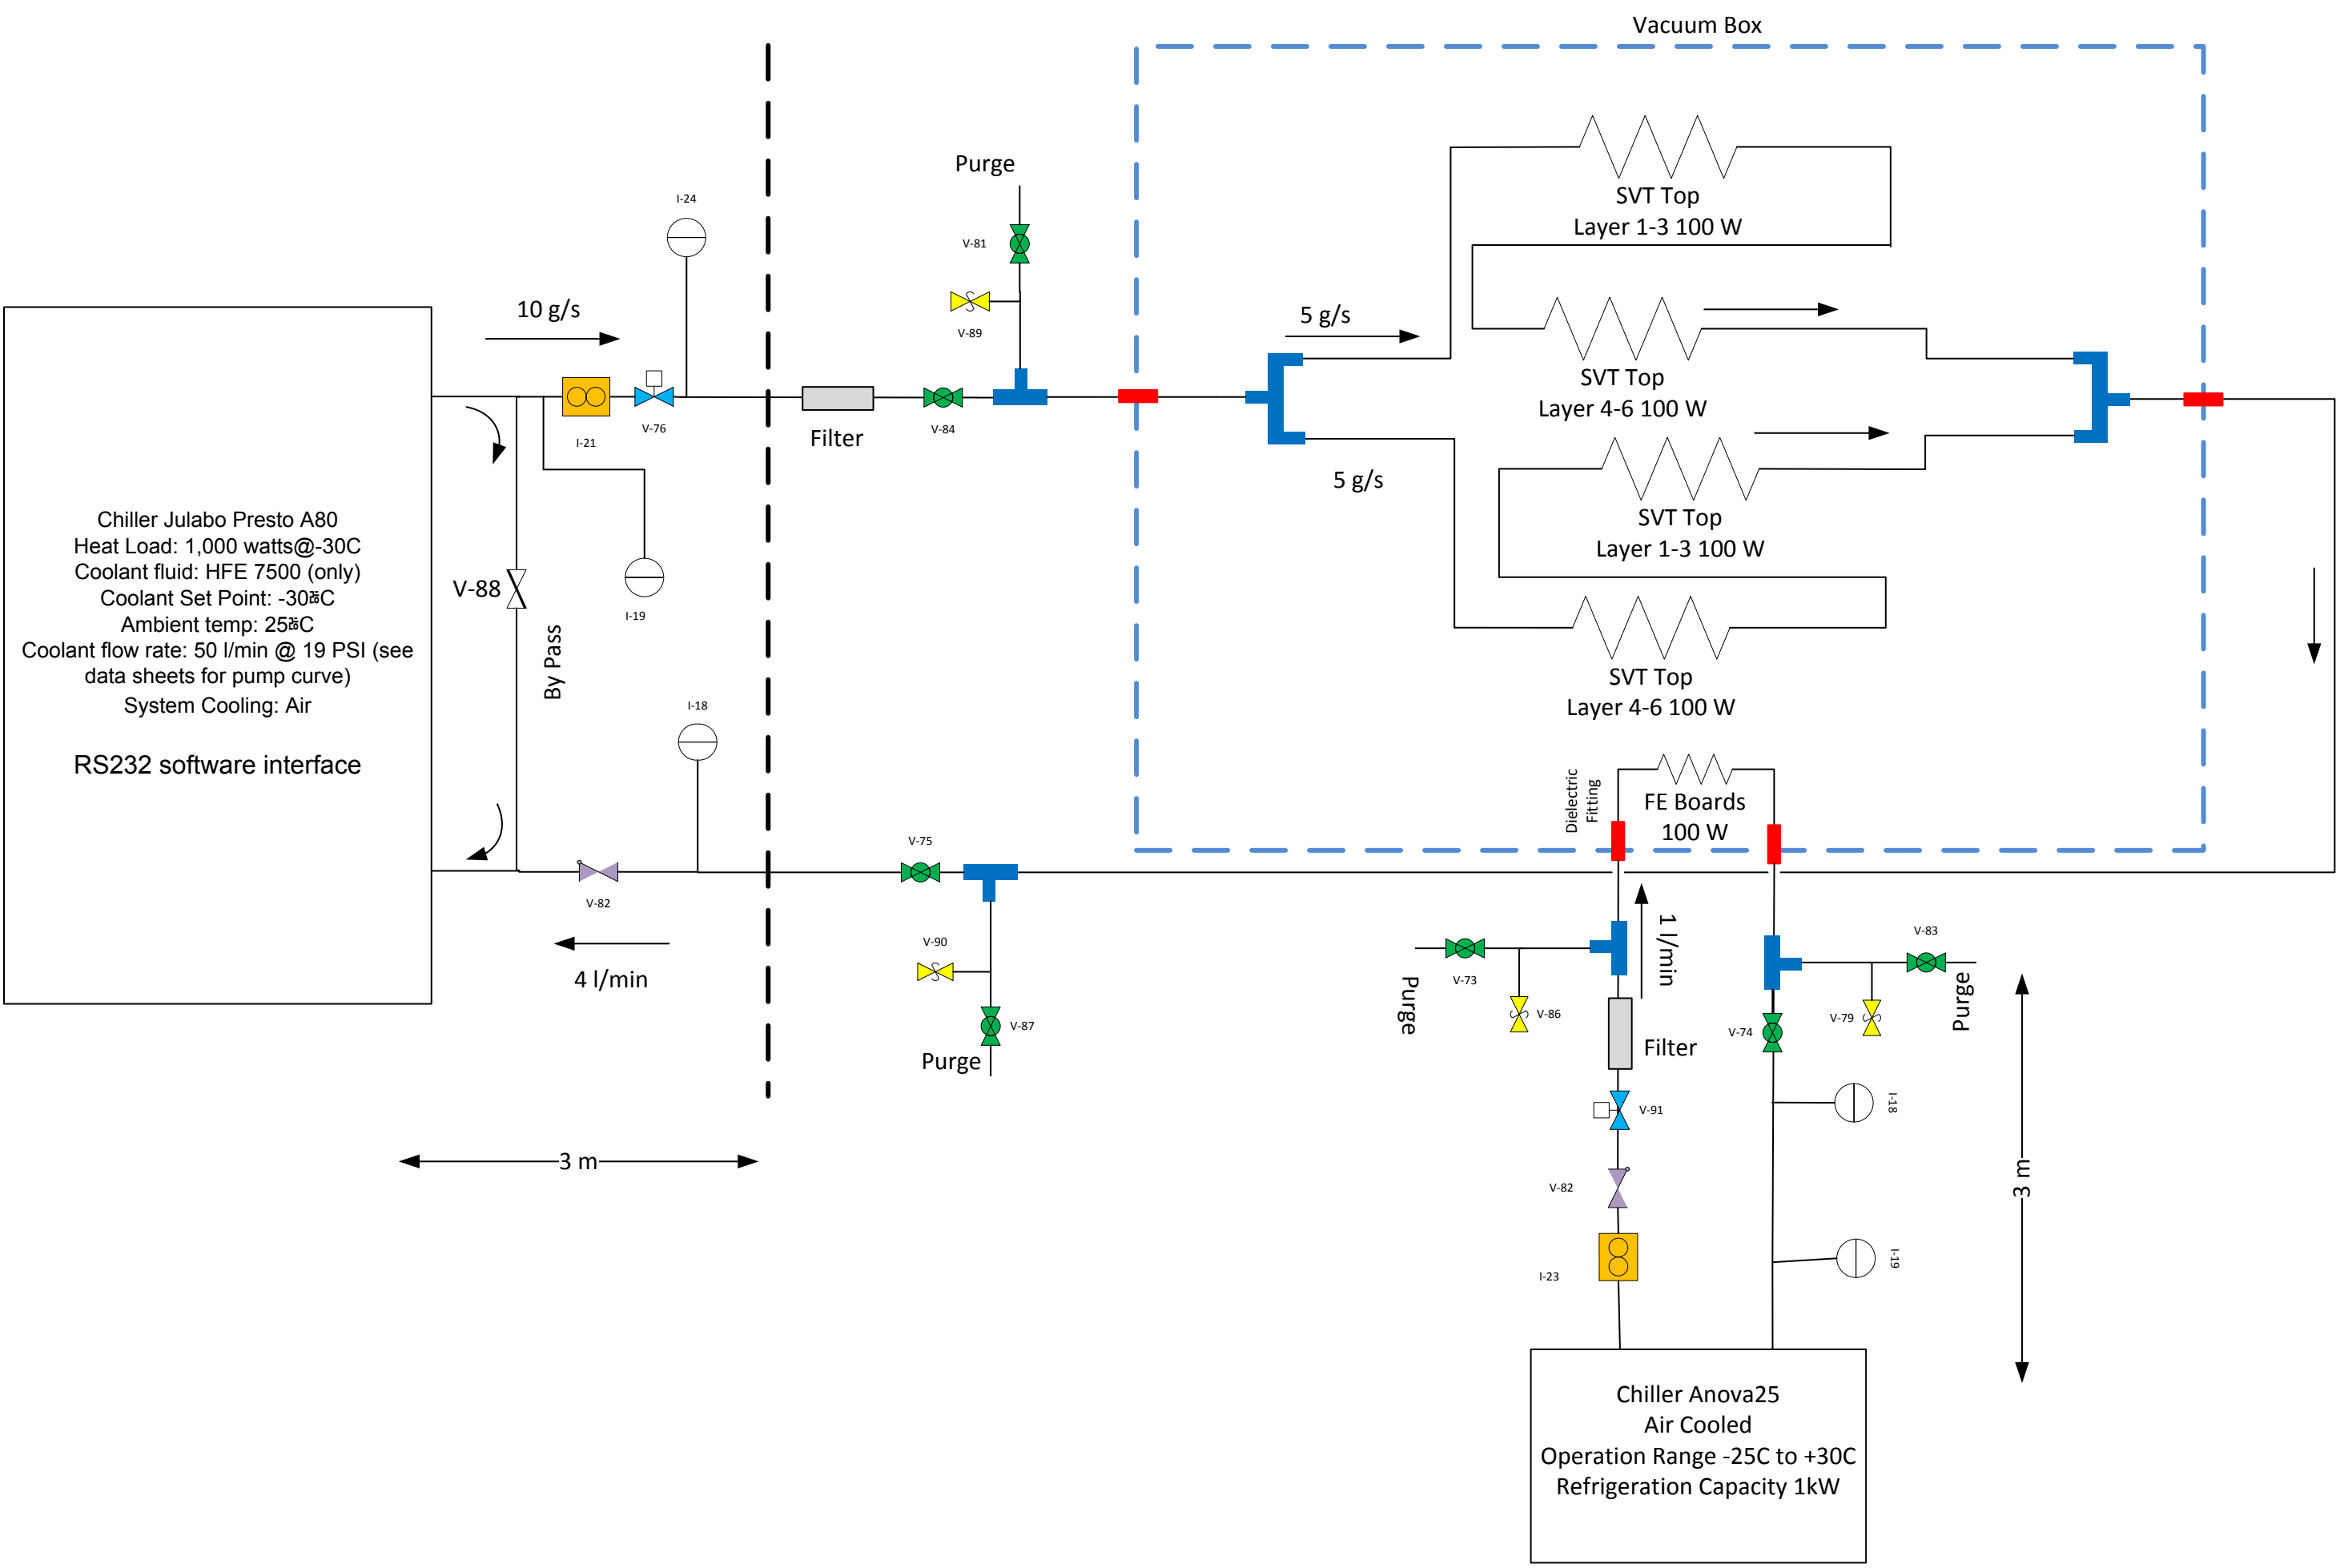 Vacuum Box
Purge
I-24
V-81
V-89
10 g/s
5 g/s
SVT Top
Layer 1-3 100 W
SVT Top
Layer 4-6 100 W
I-21
V-76
Filter
V-84
5 g/s
SVT Top
Layer 1-3 100 W
SVT Top
Layer 4-6 100 W
Chiller Julabo Presto A80
Heat Load: 1,000 watts@-30C
Coolant fluid: HFE 7500 (only)
Coolant Set Point: -30 C
Ambient temp: 25 C
Coolant flow rate: 50 l/min @ 19 PSI (see
data sheets for pump curve)
System Cooling: Air
RS232 software interface
V-88
I-19
By Pass
I-18
Dielectric
Fitting
FE Boards
100 W
V-75
V-82
4 l/min
V-90
V-87
Purge
1 l/min
V-73
Purge
V-86
Filter
V-83
Purge
V-79
V-74
V-91
I-18
V-82
I-19
I-23
3 m
3 m
Chiller Anova25
Air Cooled
Operation Range -25C to +30C
Refrigeration Capacity 1kW